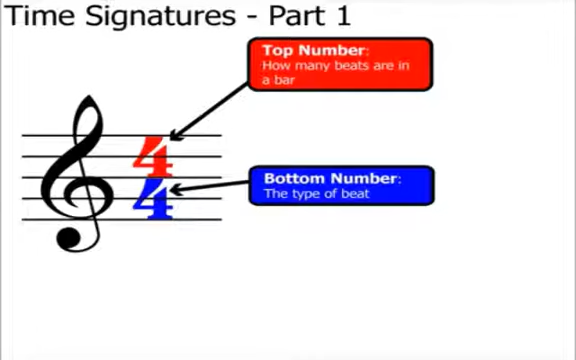 Time Signatures - Part 1
Top Number:
How many beats are in
a bar
4
4
Bottom Number:
The type of beat